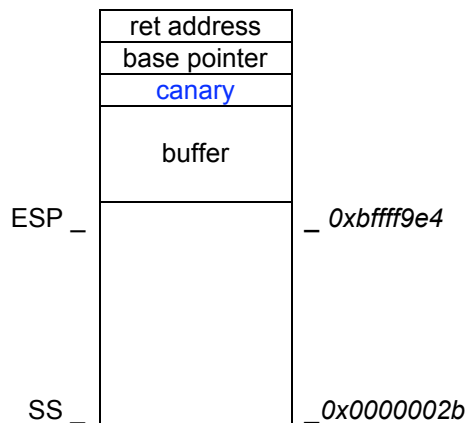 ret address
base pointer
canary
buffer
ESP _ _ 0xbffff9e4
SS _ _0x0000002b